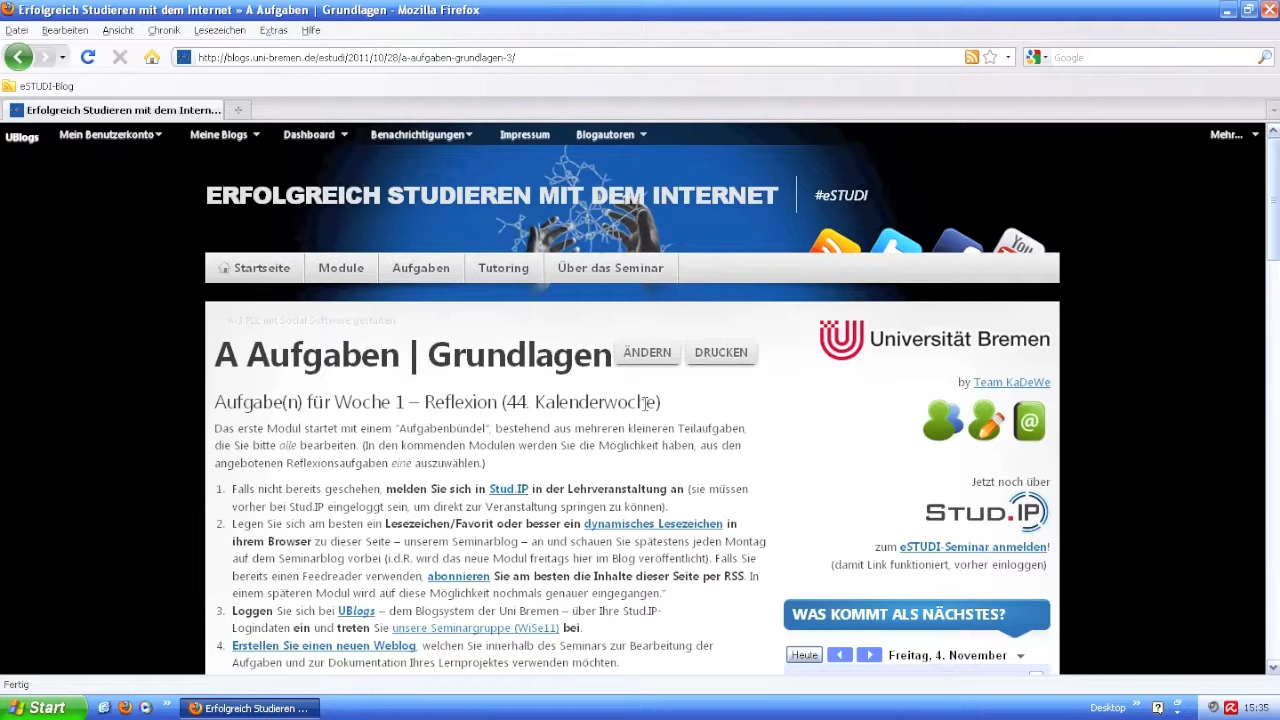 Erfolgreich Studieren mit dem Internet » A Aufgaben | Grundlagen - Mozilla Firefox
Datei Bearbeiten Ansicht Chronik Lesezeichen Extras Hilfe
http://blogs.uni-bremen.de/estudi/2011/10/28/a-aufgaben-grundlagen-3/
Google
eSTUDI-Blog
Erfolgreich Studieren mit dem Intern...
UBlogs Mein Benutzerkonto Meine Blogs Dashboard Benachrichtigungen Impressum Blogautoren Mehr...
ERFOLGREICH STUDIEREN MIT DEM INTERNET #eSTUDI
You
Startseite Module Aufgaben Tutoring Über das Seminar
PLE mit Social Software gestalten
A Aufgaben | Grundlagen ÄNDERN DRUCKEN
Aufgabe(n) für Woche 1 – Reflexion (44. Kalenderwoche)
Das erste Modul startet mit einem "Aufgabenbündel", bestehend aus mehreren kleineren Teilaufgaben,
die Sie bitte alle bearbeiten. (In den kommenden Modulen werden Sie die Möglichkeit haben, aus den
angebotenen Reflexionsaufgaben eine auszuwählen.)
1. Falls nicht bereits geschehen, melden Sie sich in Stud.IP in der Lehrveranstaltung an (sie müssen
vorher bei Stud.IP eingeloggt sein, um direkt zur Veranstaltung springen zu können).
2. Legen Sie sich am besten ein Lesezeichen/Favorit oder besser ein dynamisches Lesezeichen in
ihrem Browser zu dieser Seite – unserem Seminarblog – an und schauen Sie spätestens jeden Montag
auf dem Seminarblog vorbei (i.d.R. wird das neue Modul freitags hier im Blog veröffentlicht). Falls Sie
bereits einen Feedreader verwenden, abonnieren Sie am besten die Inhalte dieser Seite per RSS. In
einem späteren Modul wird auf diese Möglichkeit nochmals genauer eingegangen."
3. Loggen Sie sich bei UBlogs – dem Blogsystem der Uni Bremen – über Ihre Stud.IP-
Logindaten ein und treten Sie unsere Seminargruppe (WiSe11) bei.
4. Erstellen Sie einen neuen Weblog, welchen Sie innerhalb des Seminars zur Bearbeitung der
Aufgaben und zur Dokumentation Ihres Lernprojektes verwenden möchten.
Universität Bremen
by Team KaDeWe
@
Jetzt noch über
STUD.IP
zum eSTUDI-Seminar anmelden!
(damit Link funktioniert, vorher einloggen)
WAS KOMMT ALS NÄCHSTES?
Heute Freitag, 4. November
Fertig
Start Erfolgreich Studieren ... Desktop 15:35